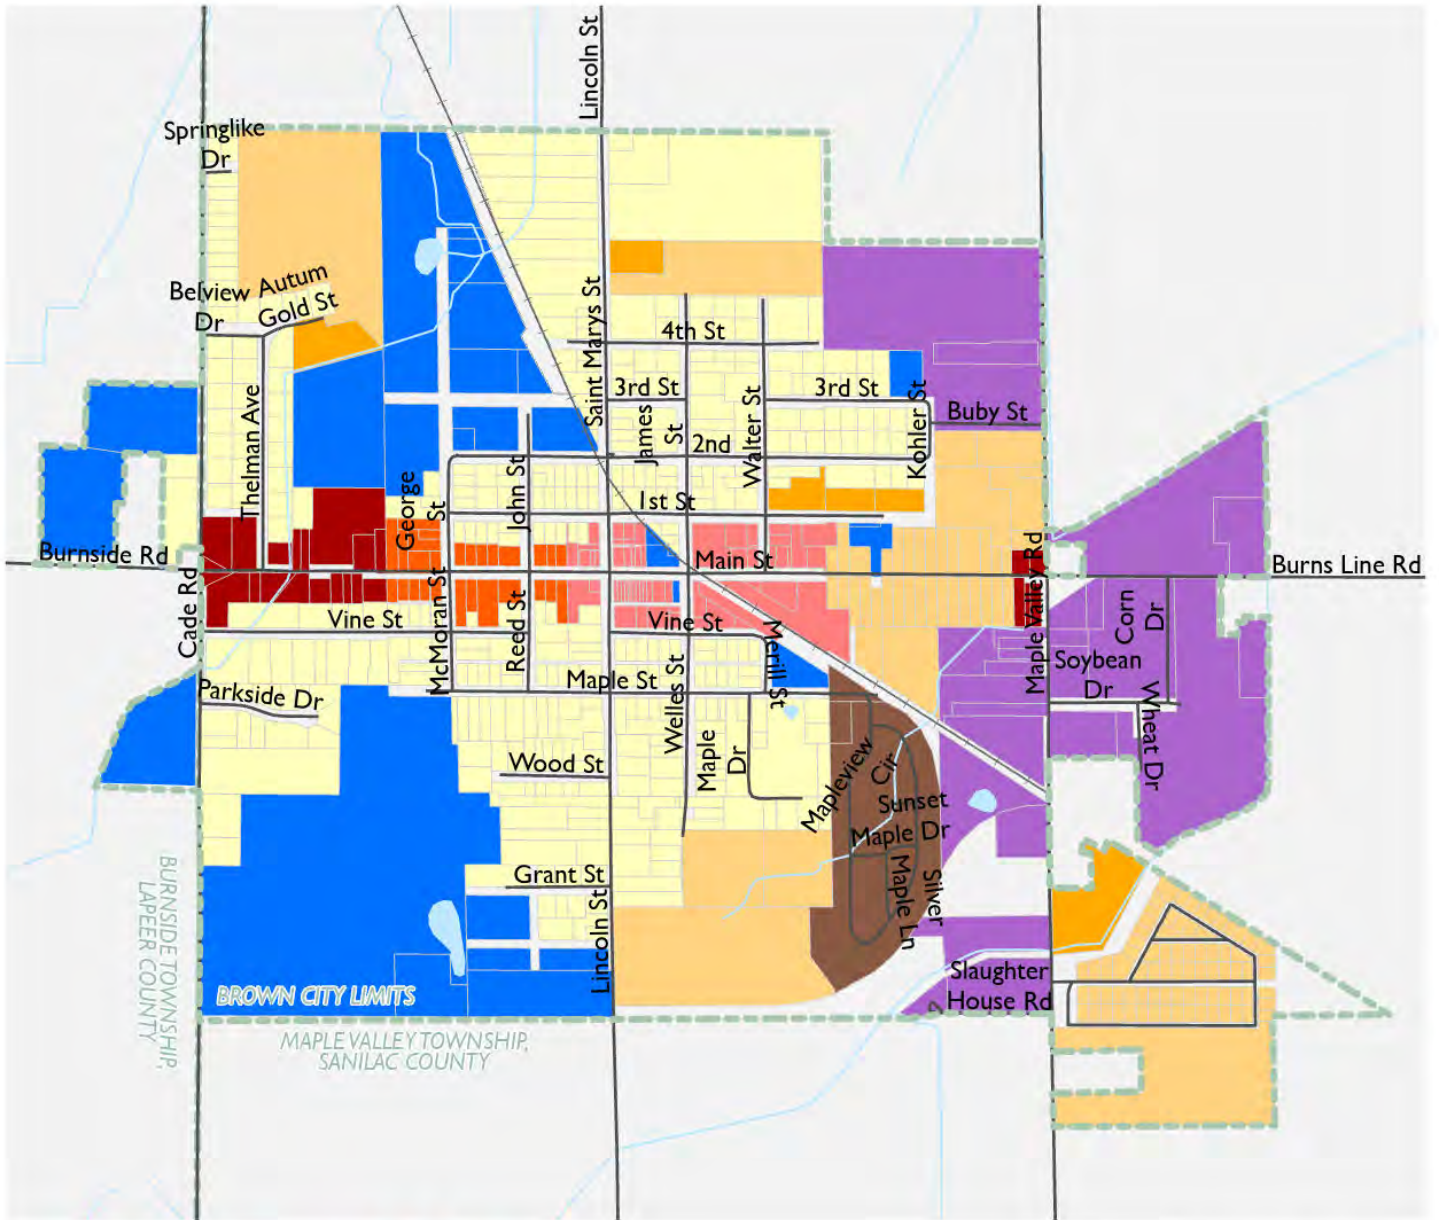 Lincoln St
Springlike
Dr
Belview
Dr
Autum
Gold St
Saint Marys St
4th St
3rd St
3rd St
James
St
Walter St
Kohler St
Buby St
2nd
Thelman Ave
George
St
John St
1st St
Burnside Rd
Main St
Maple Valley Rd
Burns Line Rd
Cade Rd
Vine St
McMoran St
Reed St
Vine St
Merrill St
Corn
Dr
Soybean
Dr
Parkside Dr
Maple St
Welles St
Maple
Dr
Wheat Dr
Wood St
Mapleview
Cir
Sunset
Maple Dr
Silver
Maple Ln
Grant St
Lincoln St
Slaughter
House Rd
BROWN CITY LIMITS
BURNSIDE TOWNSHIP,
LAPEER COUNTY
MAPLE VALLEY TOWNSHIP,
SANILAC COUNTY